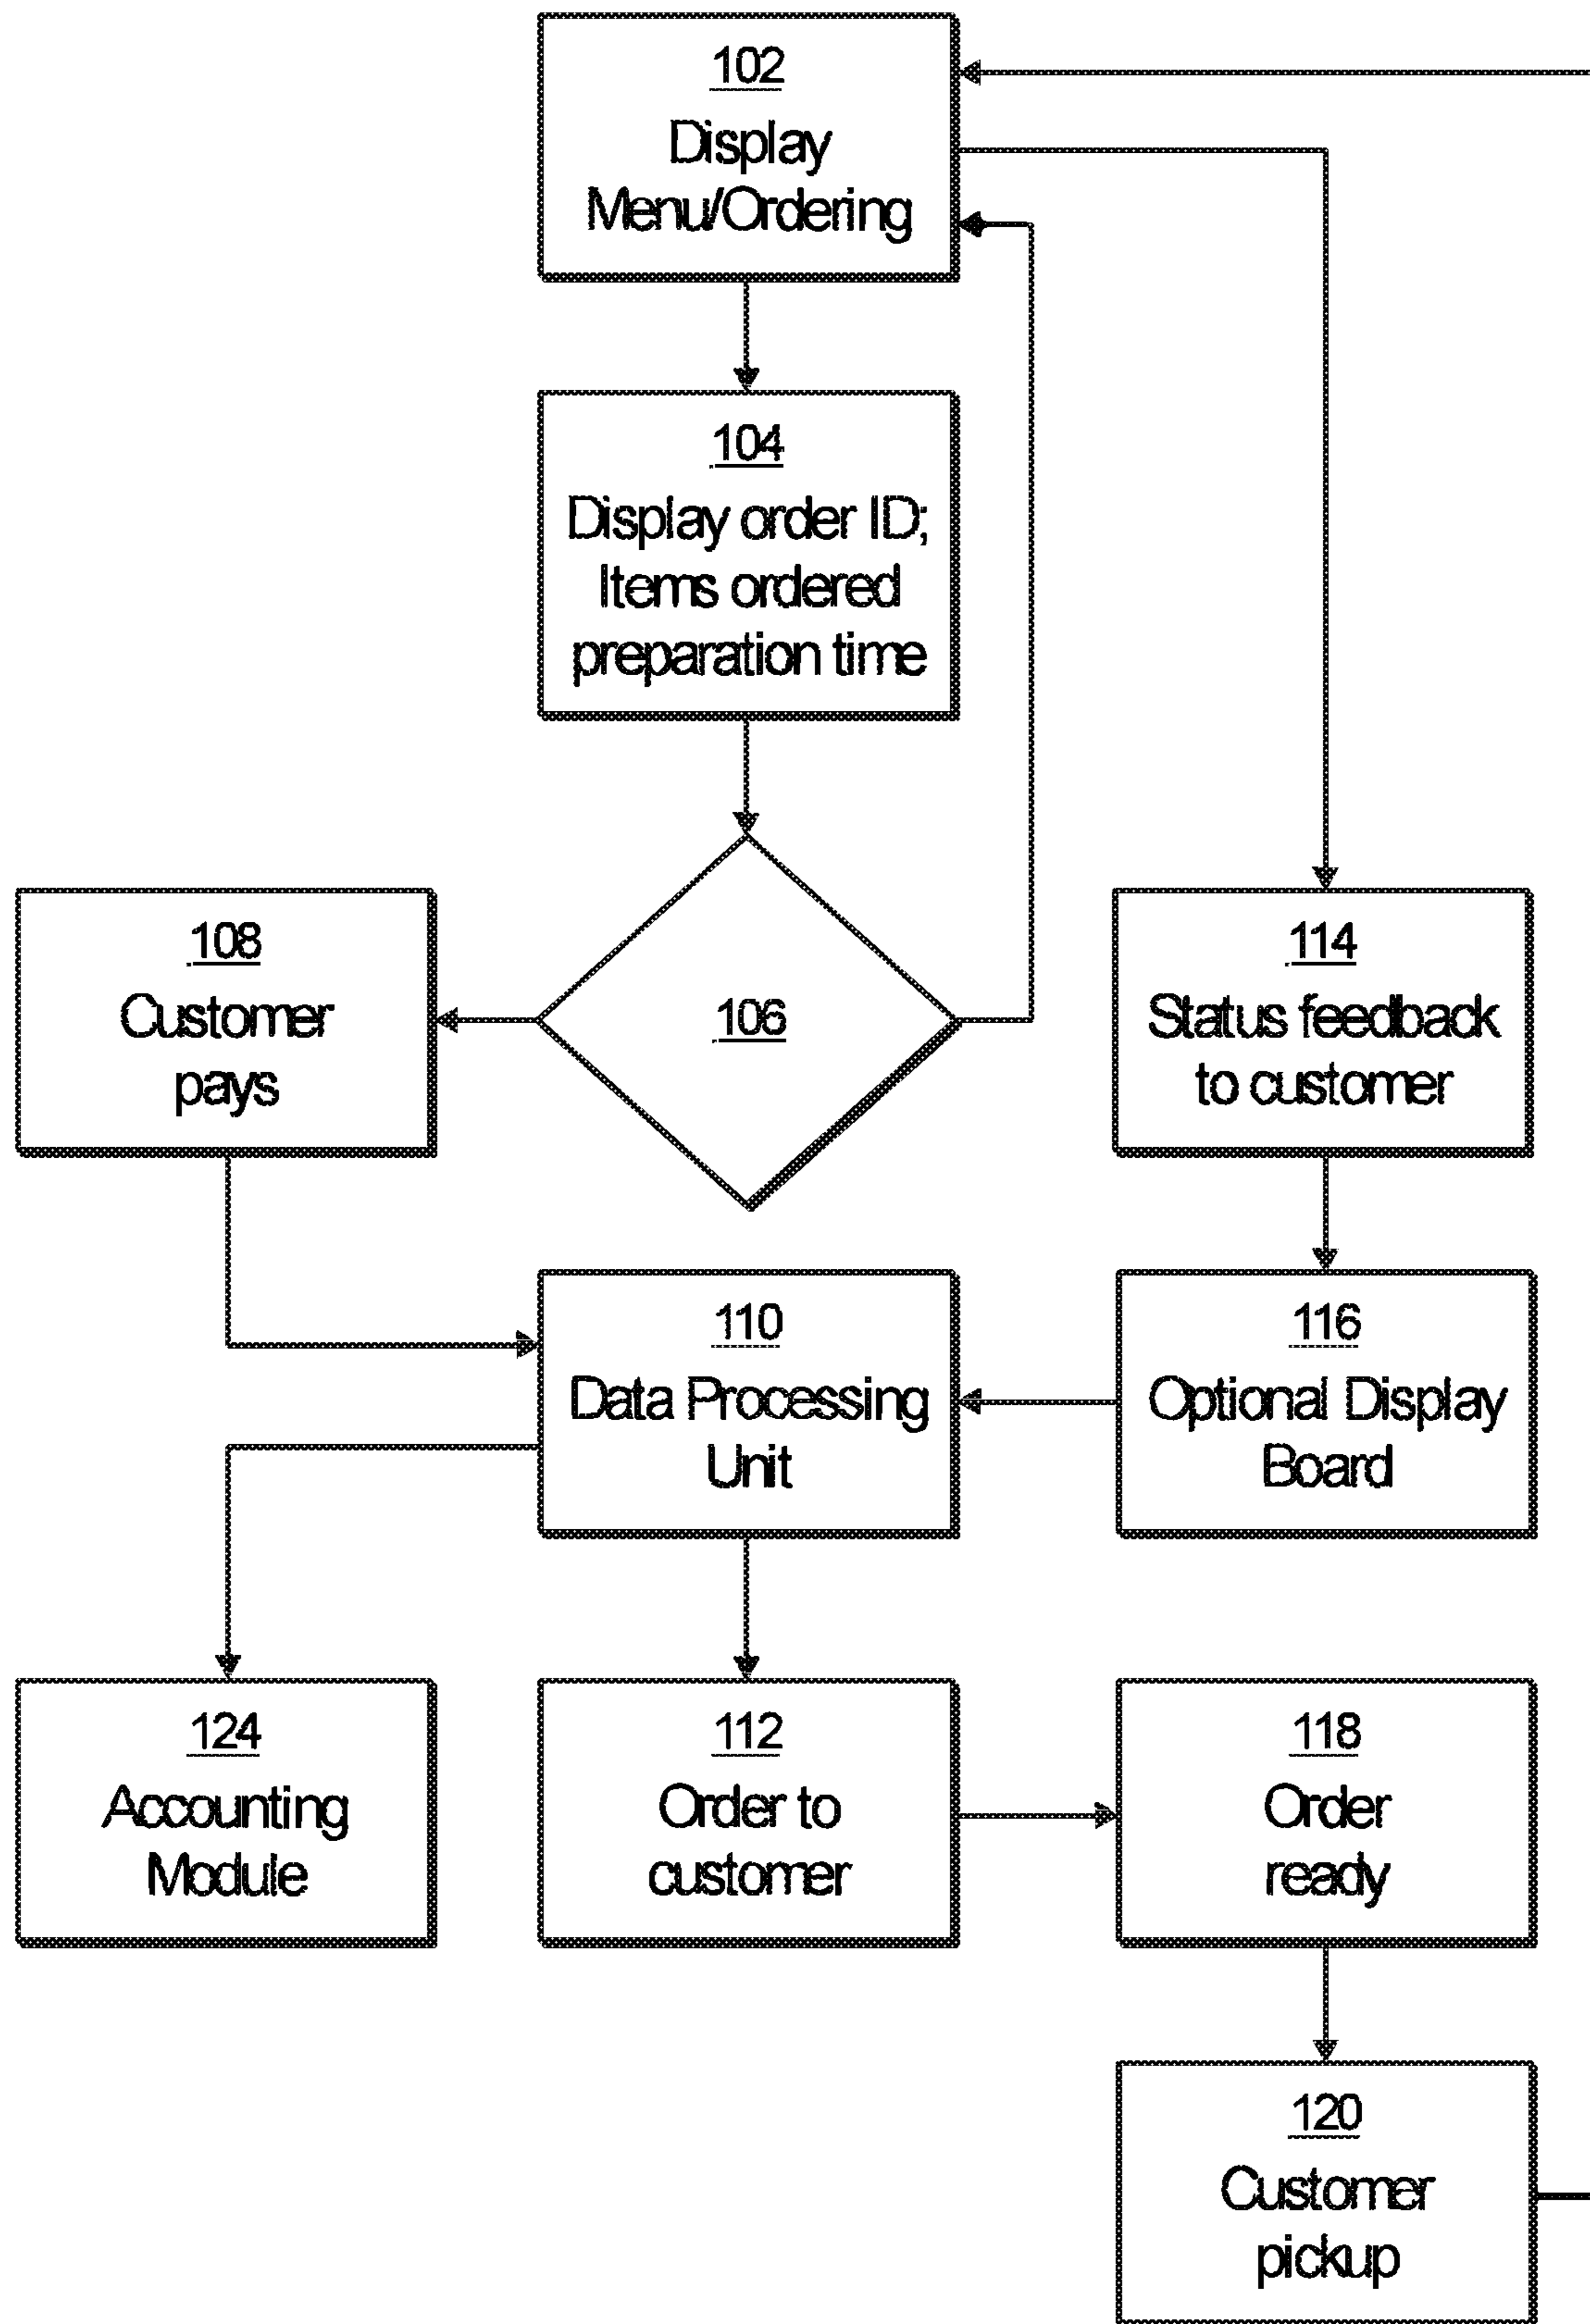 102
Display
Menu/Ordering
104
Display order ID;
Items ordered
preparation time
108
Customer
pays
106
114
Status feedback
to customer
110
Data Processing
Unit
116
Optional Display
Board
124
Accounting
Module
112
Order to
customer
118
Order
ready
120
Customer
pickup